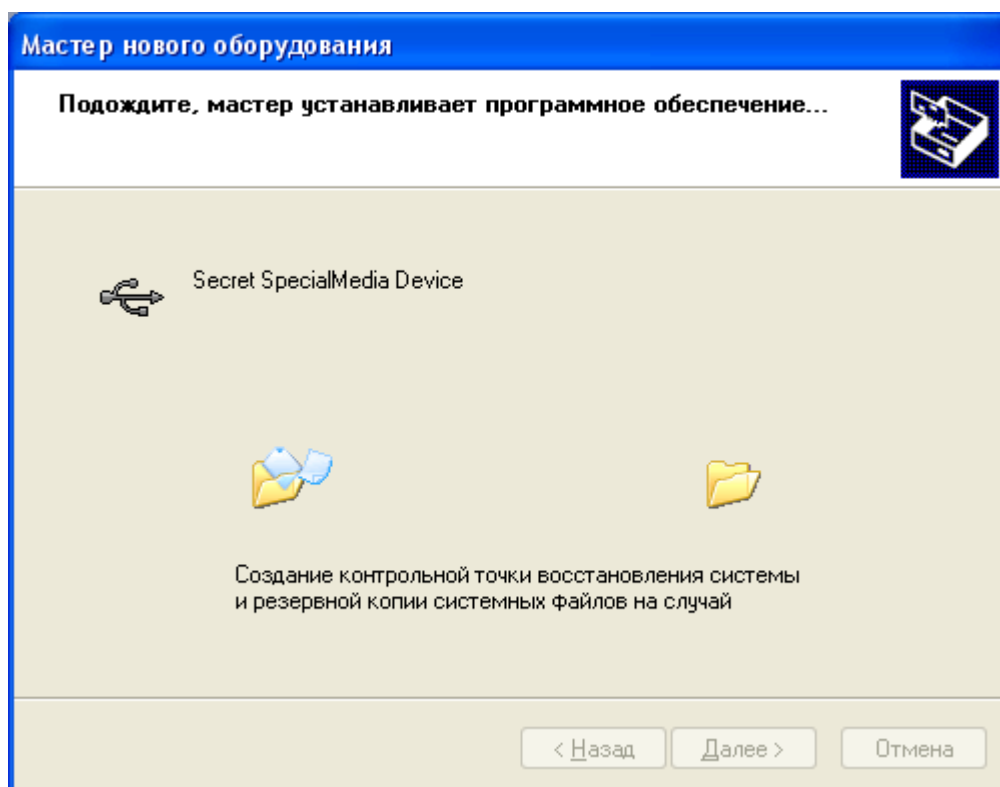 Мастер нового оборудования
Подождите, мастер устанавливает программное обеспечение...
Secret SpecialMedia Device
Создание контрольной точки восстановления системы
и резервной копии системных файлов на случай
< Назад
Далее >
Отмена